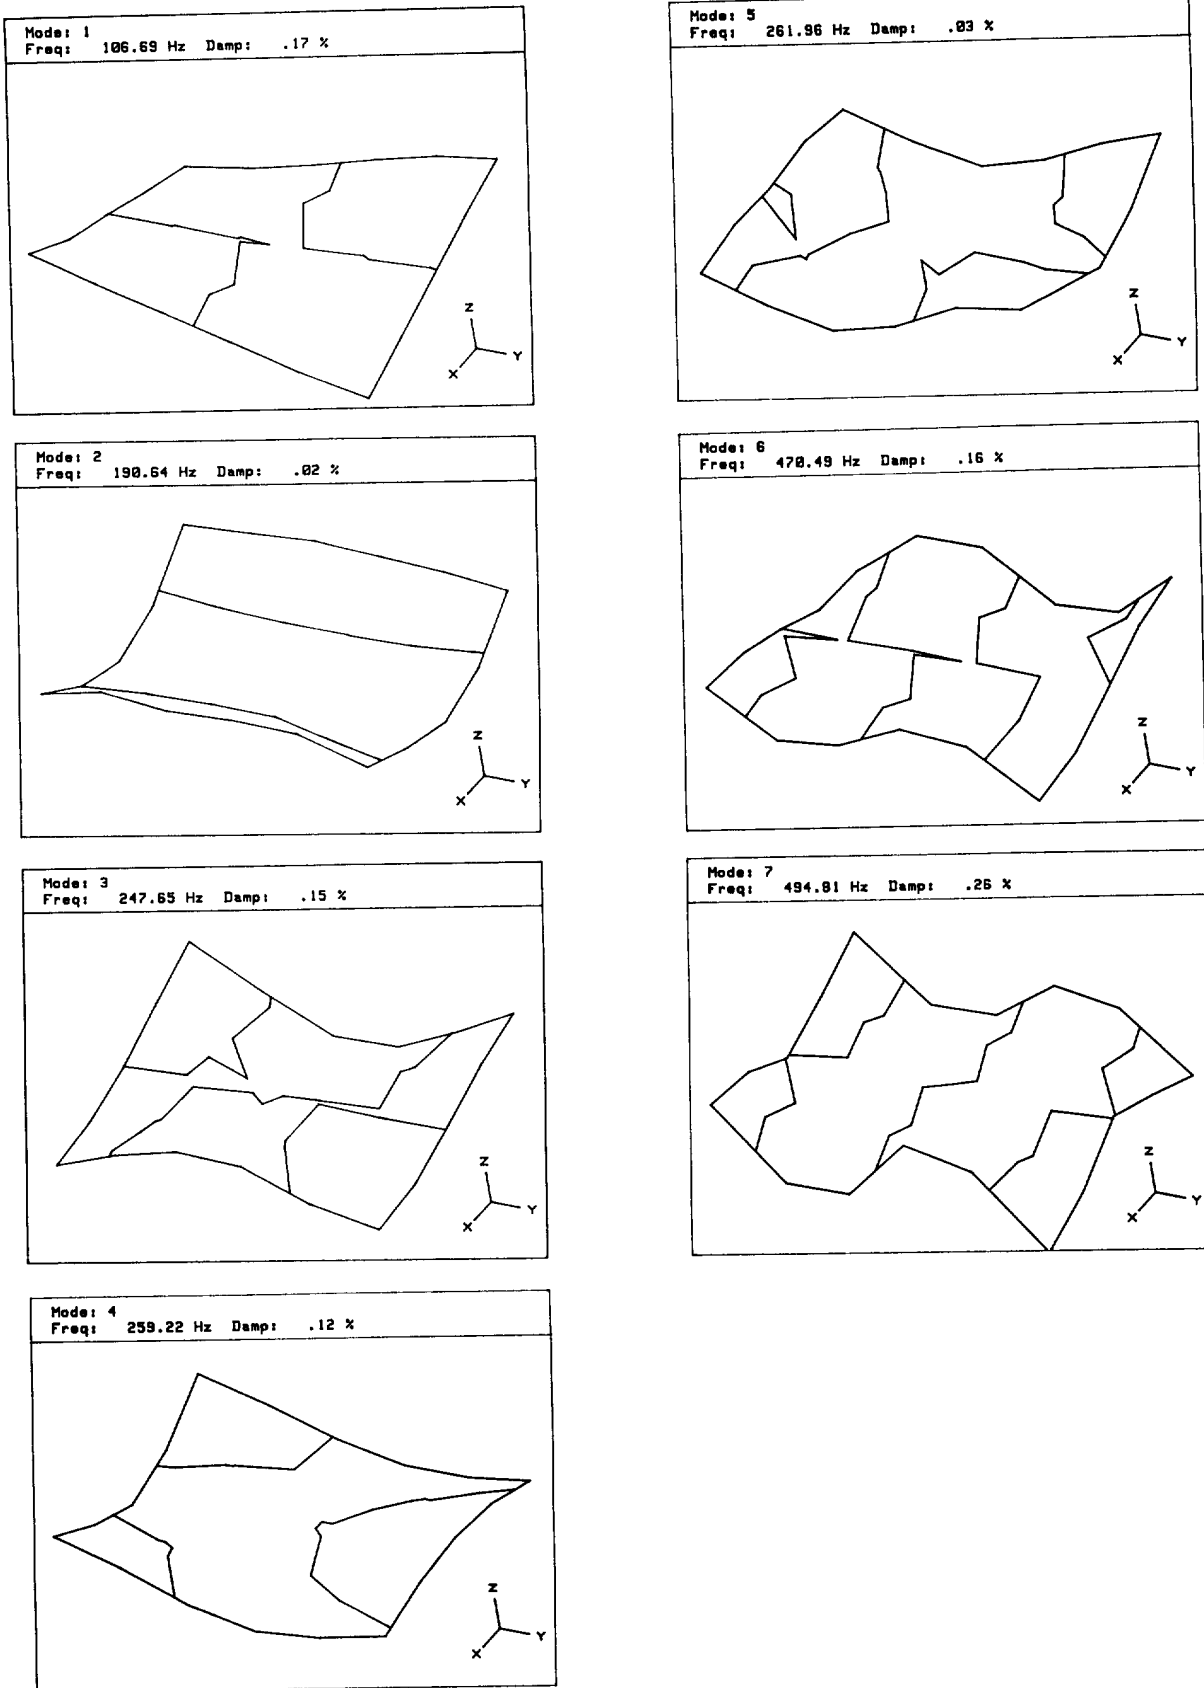 Mode: 1
Freq: 106.69 Hz Damp: .17 %
Z
Y
X
Mode: 2
Freq: 190.64 Hz Damp: .02 %
Z
Y
X
Mode: 3
Freq: 247.65 Hz Damp: .15 %
Z
Y
X
Mode: 4
Freq: 259.22 Hz Damp: .12 %
Z
Y
X
Mode: 5
Freq: 261.96 Hz Damp: .03 %
Z
Y
X
Mode: 6
Freq: 470.49 Hz Damp: .16 %
Z
Y
X
Mode: 7
Freq: 494.81 Hz Damp: .26 %
Z
Y
X